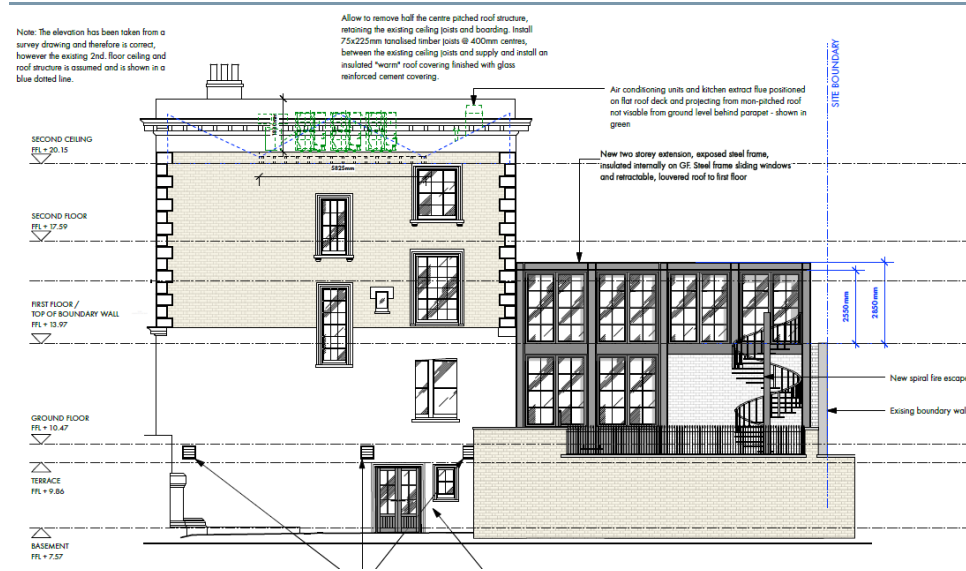 Note: The elevation has been taken from a
survey drawing and therefore is correct,
however the existing 2nd. floor ceiling and
roof structure is assumed and is shown in a
blue dotted line.
Allow to remove half the centre pitched roof structure,
retaining the existing ceiling joists and boarding. Install
75x225mm tanalised timber joists @ 400mm centres,
between the existing ceiling joists and supply and install an
insulated "warm" roof covering finished with glass
reinforced cement covering.
Air conditioning units and kitchen extract flue positioned
on flat roof deck and projecting from mon-pitched roof
not visable from ground level behind parapet - shown in
green
SITE BOUNDARY
SECOND CEILING
FFL + 20.15
5825mm
New two storey extension, exposed steel frame,
insulated internally on GF. Steel frame sliding windows
and retractable, louvered roof to first floor
SECOND FLOOR
FFL + 17.59
2550mm
2850mm
FIRST FLOOR /
TOP OF BOUNDARY WALL
FFL + 13.97
New spiral fire escape
Exising boundary wal
GROUND FLOOR
FFL + 10.47
TERRACE
FFL + 9.86
BASEMENT
FFL + 7.57